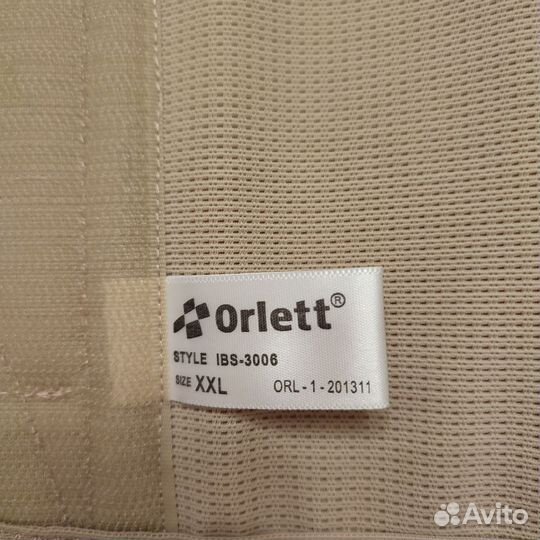 Orlett®
STYLE IBS-3006
SIZE XXL ORL-1-201311
Avito